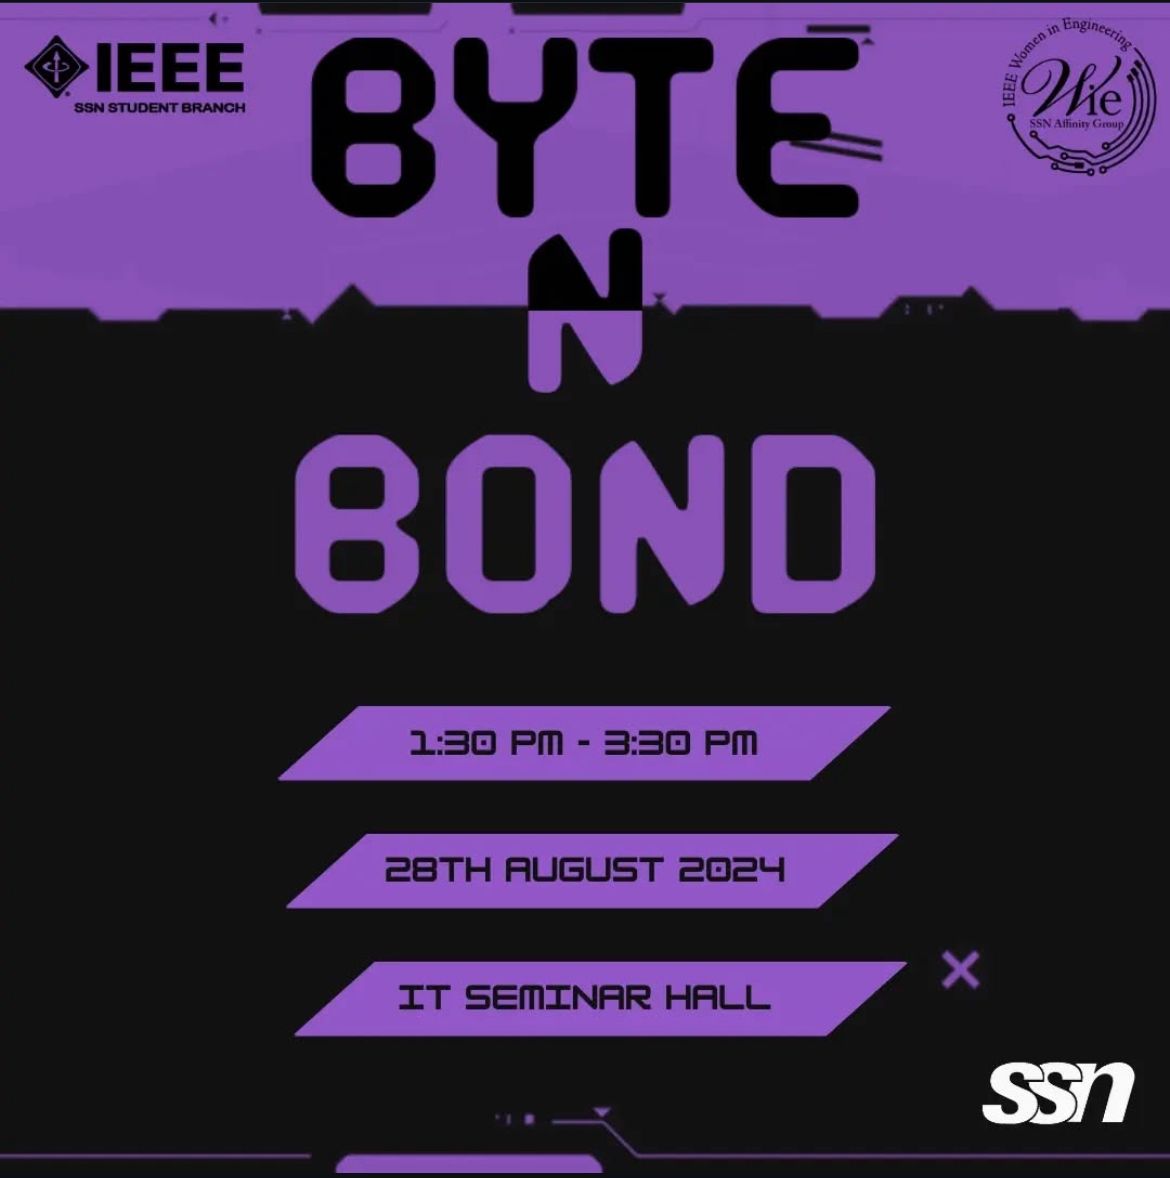 IEEE
SSN STUDENT BRANCH
IEEE Women in Engineering
Wie
SSN Affinity Group
BYTE
N
BOND
1:30 PM - 3:30 PM
28TH AUGUST 2024
IT SEMINAR HALL
ssn